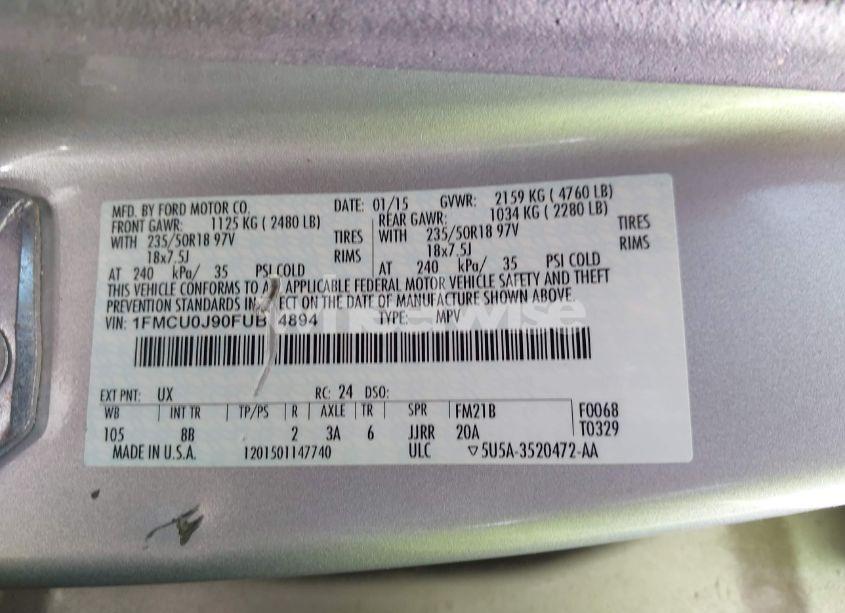 MFD. BY FORD MOTOR CO. DATE: 01/15 GVWR: 2159 KG ( 4760 LB)
FRONT GAWR: 1125 KG ( 2480 LB) REAR GAWR: 1034 KG ( 2280 LB)
WITH 235/50R18 97V TIRES WITH 235/50R18 97V TIRES
18x7.5J RIMS 18x7.5J RIMS
AT 240 kPa/ 35 PSI COLD AT 240 kPa/ 35 PSI COLD
THIS VEHICLE CONFORMS TO APPLICABLE FEDERAL MOTOR VEHICLE SAFETY AND THEFT
PREVENTION STANDARDS IN ECT ON THE DATE OF MANUFACTURE SHOWN ABOVE.
VIN: 1FMCU0J90FUB 4894 TYPE: MPV
EXT PNT: UX RC: 24 DSO:
WB INT TR TP/PS R AXLE TR SPR FM21B F0068
105 8B 2 3A 6 JJRR 20A T0329
MADE IN U.S.A. 1201501147740 ULC ▽5U5A-3520472-AA